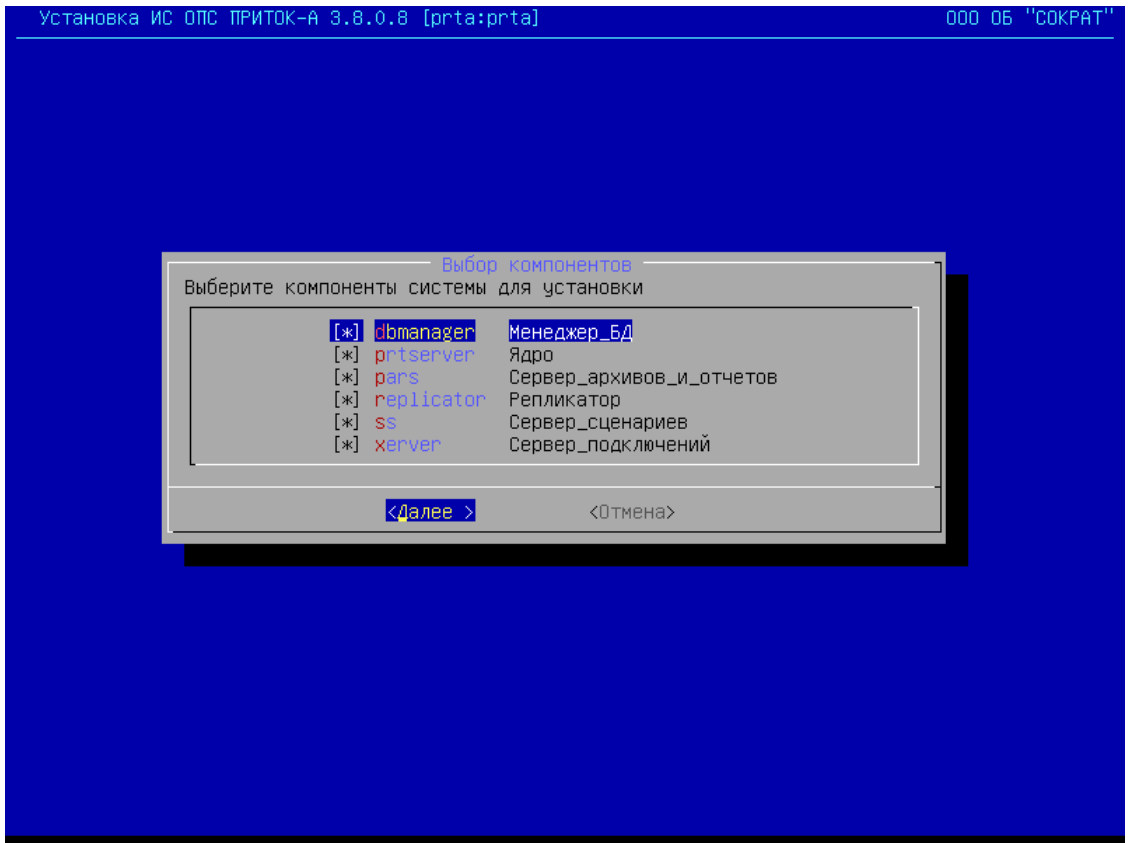 Установка ИС ОПС ПРИТОК-А 3.8.0.8 [prta:prta] ООО ОБ "СОКРАТ"
Выбор компонентов
Выберите компоненты системы для установки
[*] dbmanager Менеджер_БД
[*] prtserver Ядро
[*] pars Сервер_архивов_и_отчетов
[*] replicator Репликатор
[*] ss Сервер_сценариев
[*] xerver Сервер_подключений
<Далее > <Отмена>